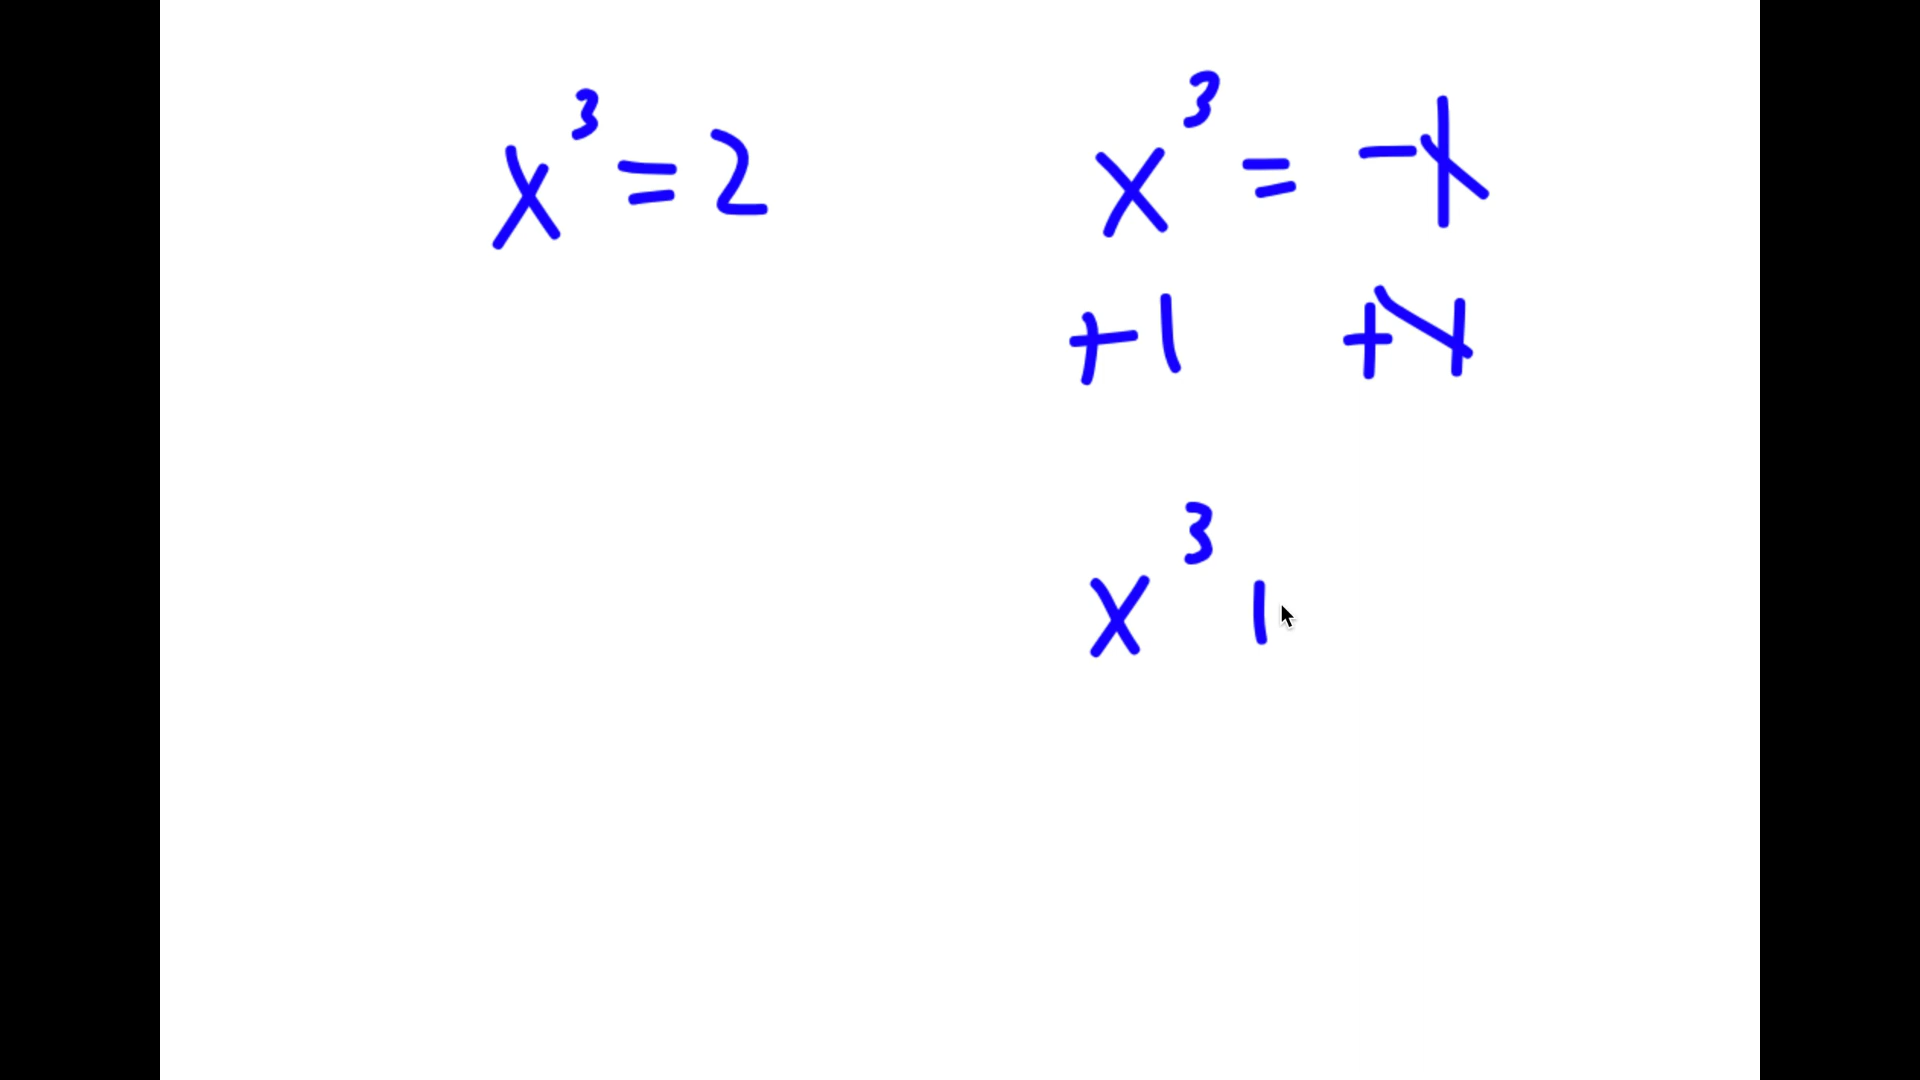 x³ = 2
x³ = -1
+1 +1
x³ 1